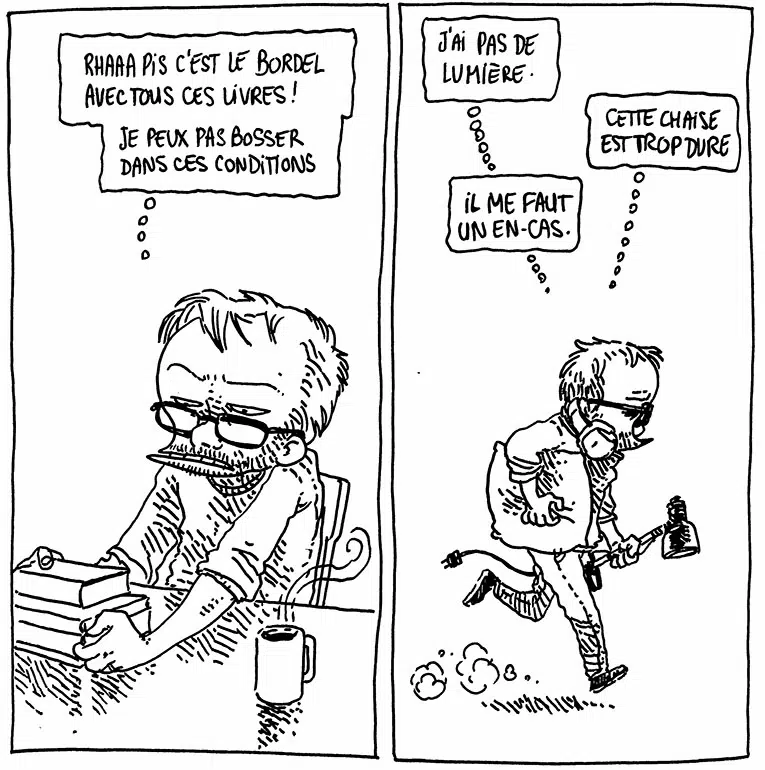 RHAAA PIS C'EST LE BORDEL
AVEC TOUS CES LIVRES !
JE PEUX PAS BOSSER
DANS CES CONDITIONS
J'AI PAS DE
LUMIÈRE.
IL ME FAUT
UN EN-CAS.
CETTE CHAISE
EST TROP DURE